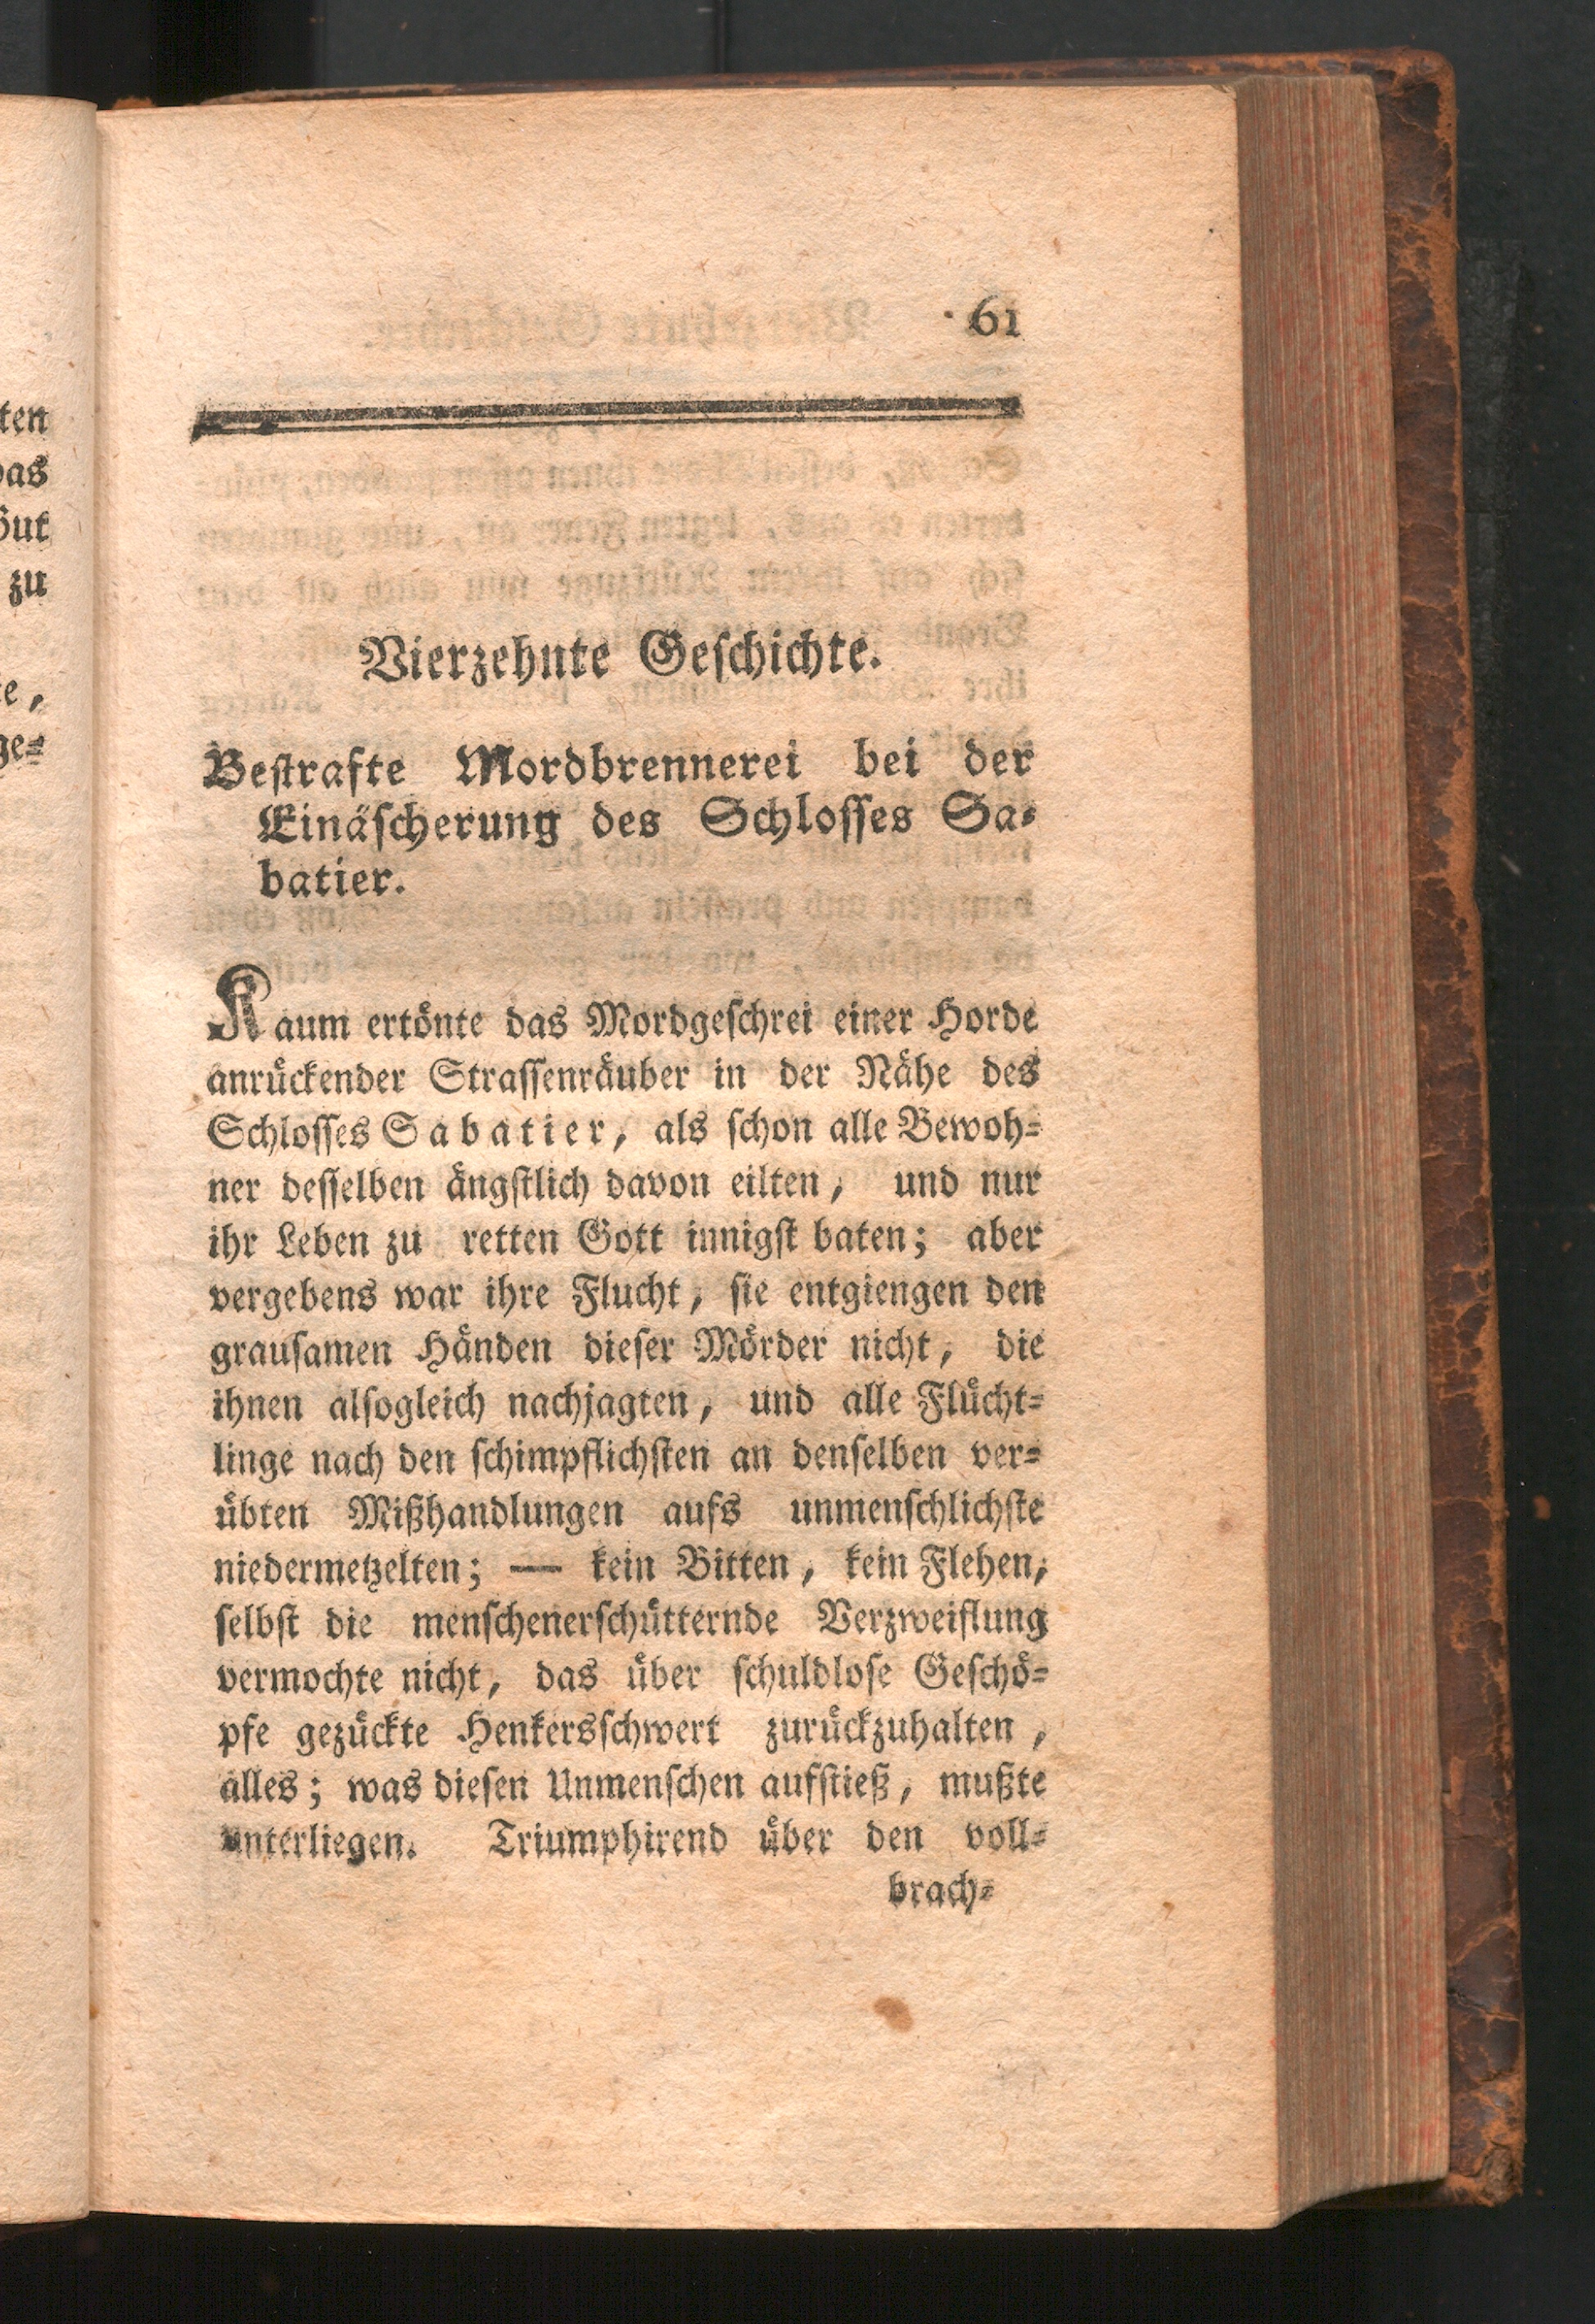 61
Vierzehnte Geschichte.
Bestrafte Mordbrennerei bei der
Einäscherung des Schlosses Sa-
batier.
Kaum ertönte das Mordgeschrei einer Horde
anrückender Strassenräuber in der Nähe des
Schlosses Sabatier, als schon alle Bewoh-
ner desselben ängstlich davon eilten, und nur
ihr Leben zu retten Gott innigst baten; aber
vergebens war ihre Flucht, sie entgiengen den
grausamen Händen dieser Mörder nicht, die
ihnen alsogleich nachjagten, und alle Flücht-
linge nach den schimpflichsten an denselben ver-
übten Mißhandlungen aufs unmenschlichste
niedermetzelten; — kein Bitten, kein Flehen,
selbst die menschenerschütternde Verzweiflung
vermochte nicht, das über schuldlose Geschö-
pfe gezückte Henkersschwert zurückzuhalten,
alles; was diesen Unmenschen aufstieß, mußte
unterliegen. Triumphirend über den voll-
brach-